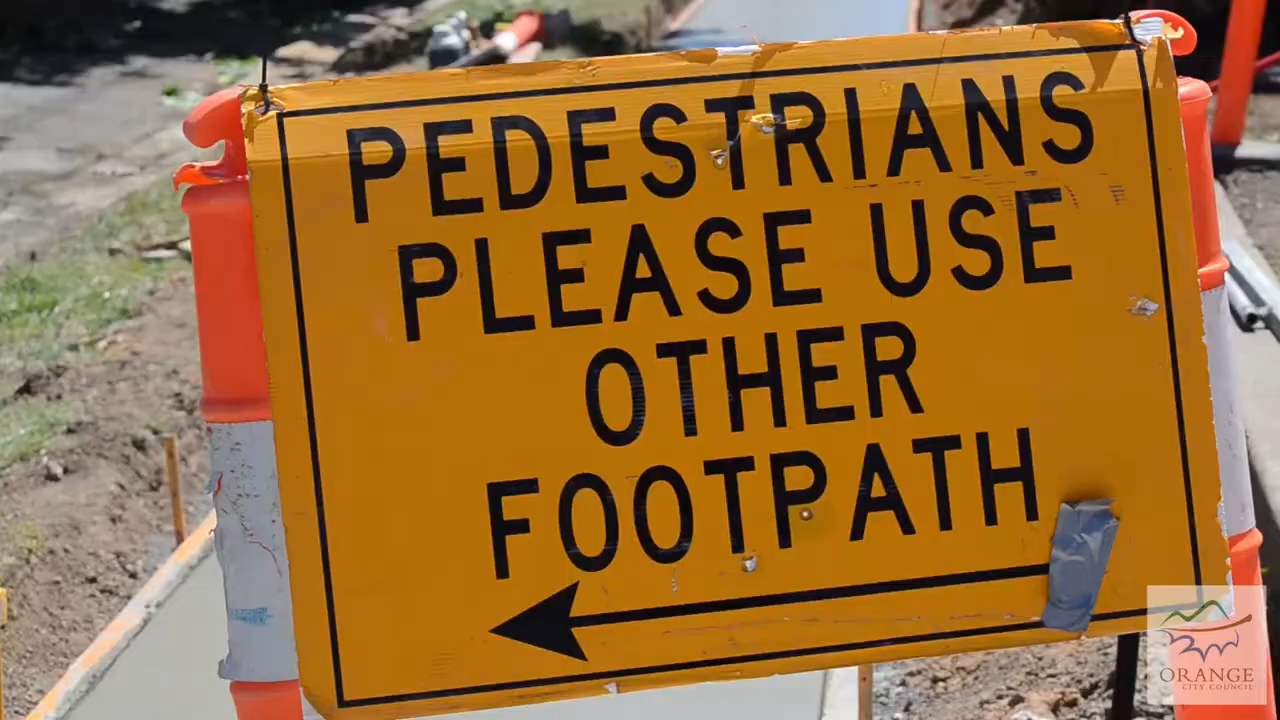 PEDESTRIANS
PLEASE USE
OTHER
FOOTPATH
ORANGE
CITY COUNCIL